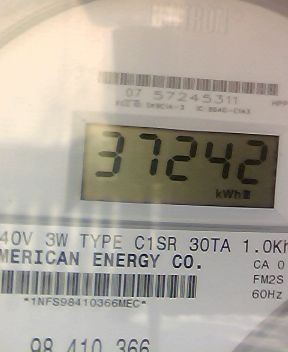 07 57245311
37242
kWh
40V 3W TYPE C1SR 30TA 1.0Kh
MERICAN ENERGY CO.
CA 0
FM2S
60Hz
*1NFS98410366MEC*
98 410 366